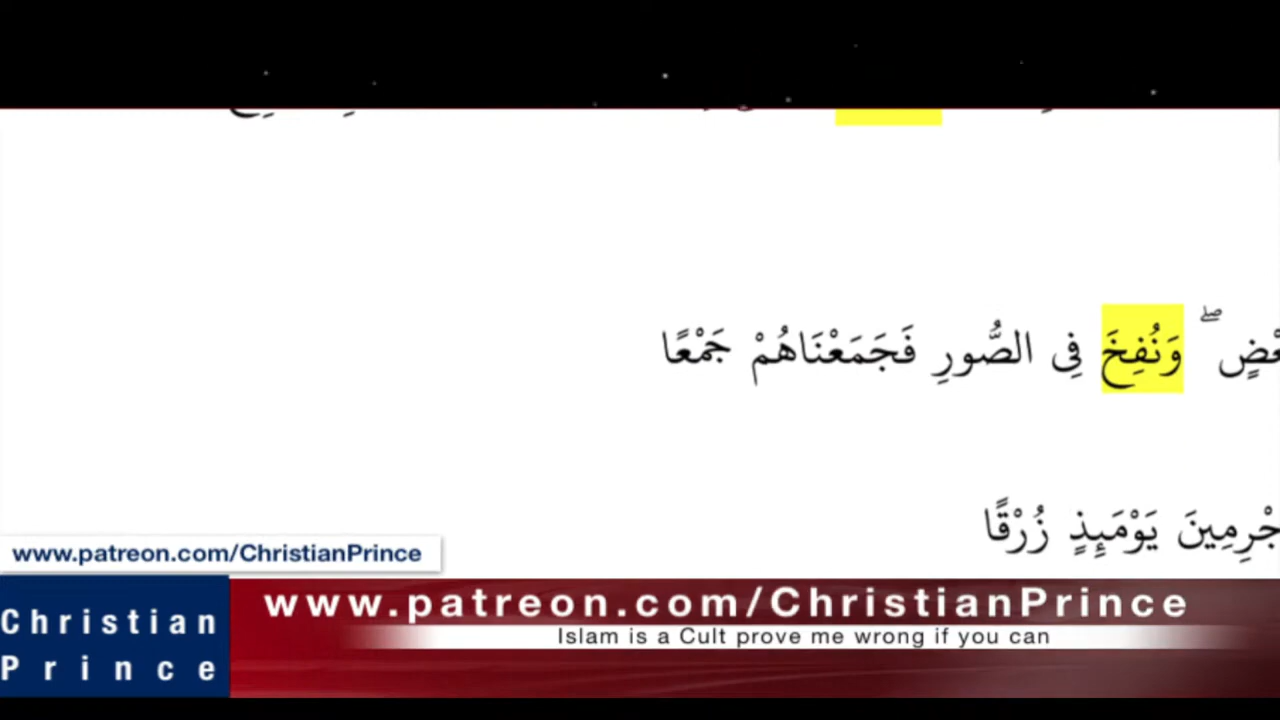 ۖ وَنُفِخَ فِى الصُّورِ فَجَمَعْنَاهُمْ جَمْعًا
يَوْمَئِذٍ زُرْقًا
www.patreon.com/ChristianPrince
Christian Prince
www.patreon.com/ChristianPrince
Islam is a Cult prove me wrong if you can